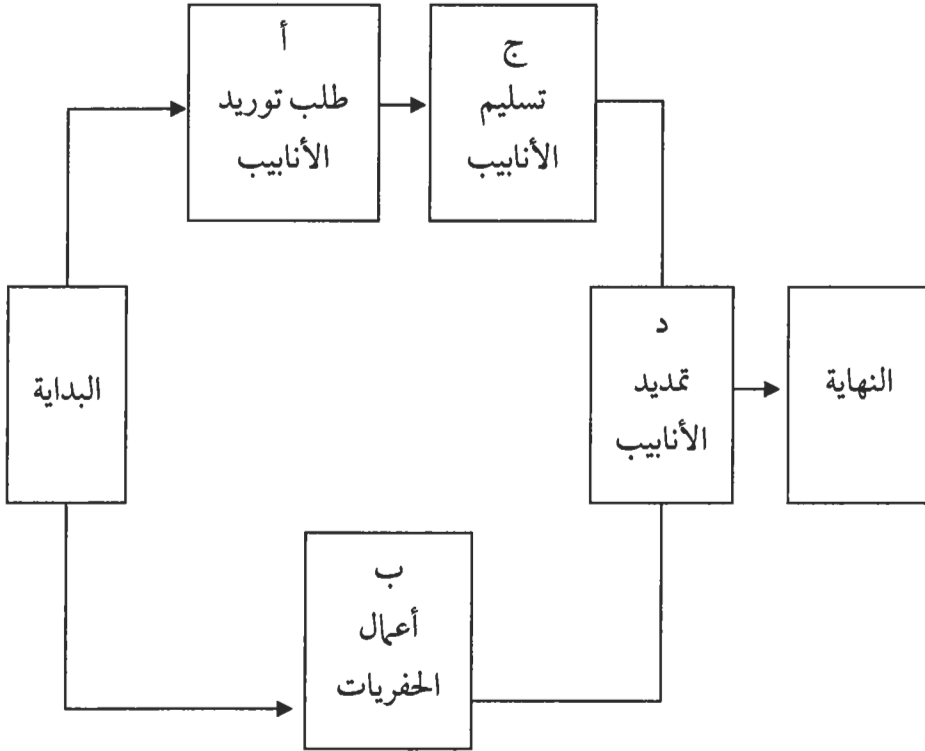 أ
طلب توريد
الأنابيب
ج
تسليم
الأنابيب
البداية
د
تمديد
الأنابيب
النهاية
ب
أعمال
الحفريات